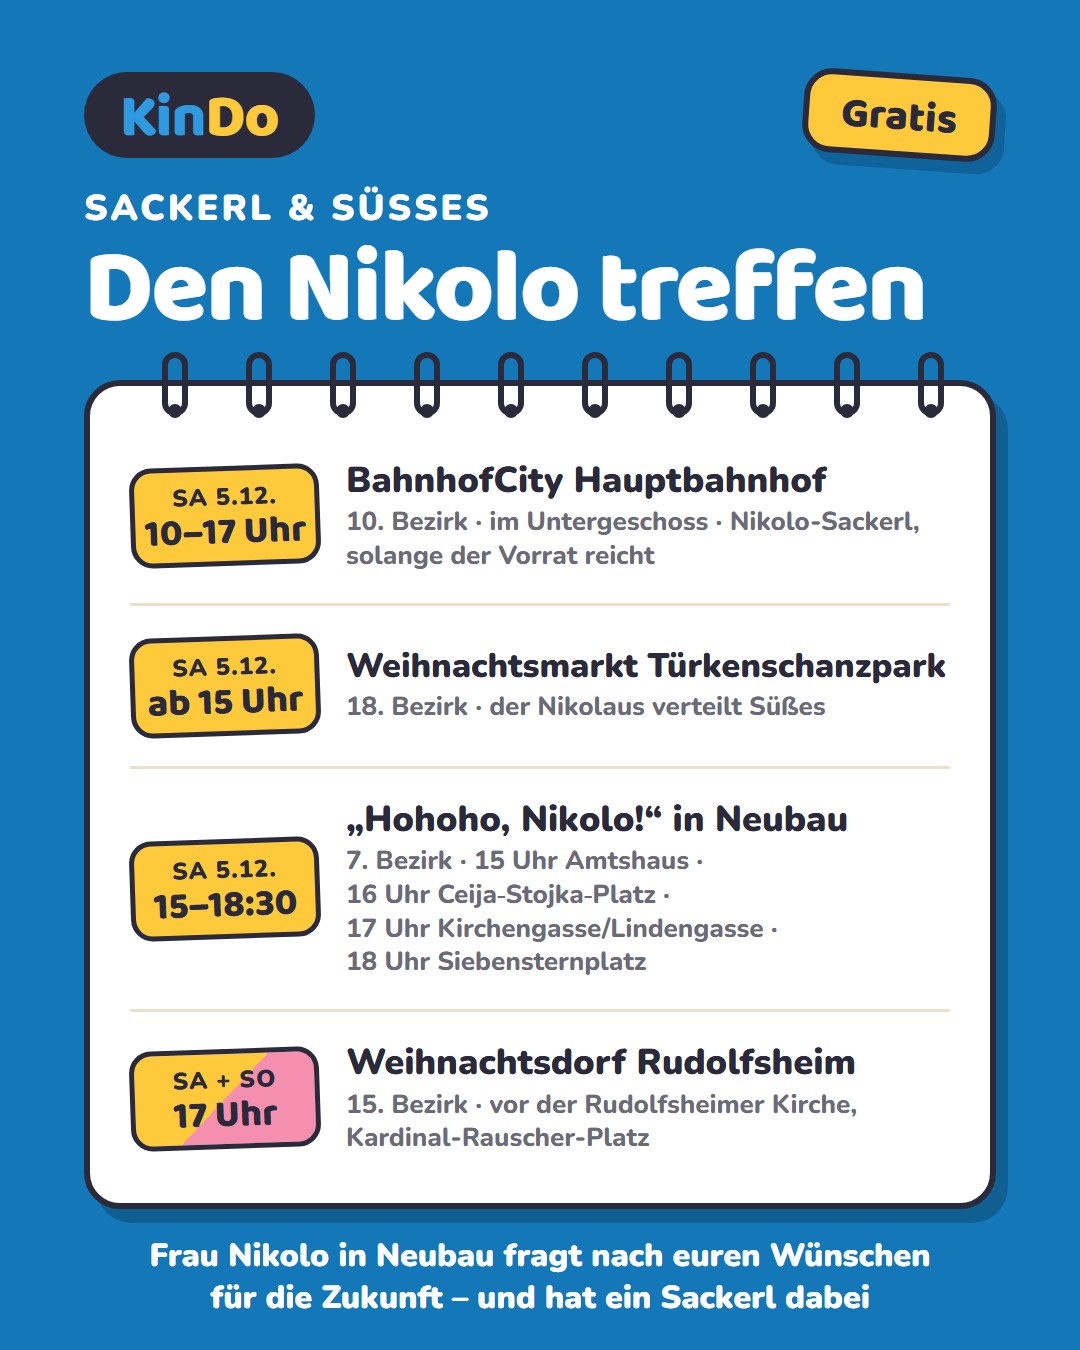 KinDo
Gratis
SACKERL & SÜSSES
Den Nikolo treffen
SA 5.12.
10–17 Uhr
BahnhofCity Hauptbahnhof
10. Bezirk · im Untergeschoss · Nikolo-Sackerl,
solange der Vorrat reicht
SA 5.12.
ab 15 Uhr
Weihnachtsmarkt Türkenschanzpark
18. Bezirk · der Nikolaus verteilt Süßes
SA 5.12.
15–18:30
„Hohoho, Nikolo!“ in Neubau
7. Bezirk · 15 Uhr Amtshaus ·
16 Uhr Ceija-Stojka-Platz ·
17 Uhr Kirchengasse/Lindengasse ·
18 Uhr Siebensternplatz
SA + SO
17 Uhr
Weihnachtsdorf Rudolfsheim
15. Bezirk · vor der Rudolfsheimer Kirche,
Kardinal-Rauscher-Platz
Frau Nikolo in Neubau fragt nach euren Wünschen
für die Zukunft – und hat ein Sackerl dabei